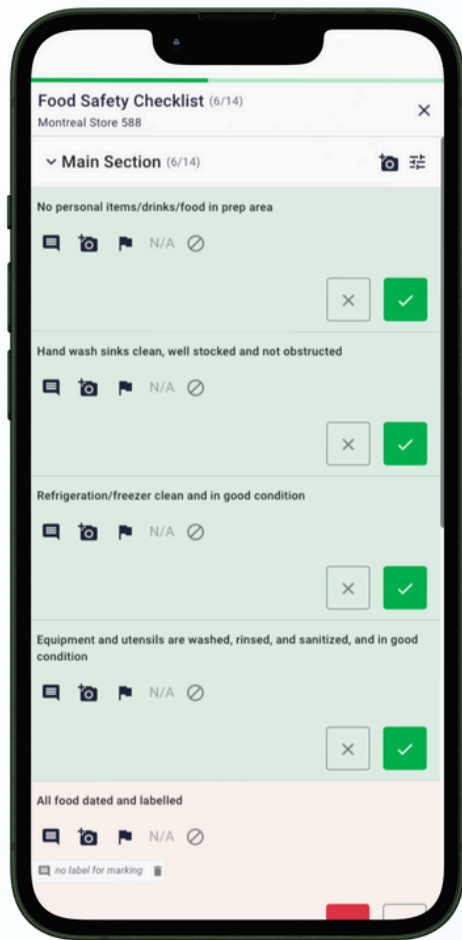 Food Safety Checklist (6/14)
Montreal Store 588
Main Section (6/14)
No personal items/drinks/food in prep area
N/A
Hand wash sinks clean, well stocked and not obstructed
N/A
Refrigeration/freezer clean and in good condition
N/A
Equipment and utensils are washed, rinsed, and sanitized, and in good
condition
N/A
All food dated and labelled
N/A
no label for marking